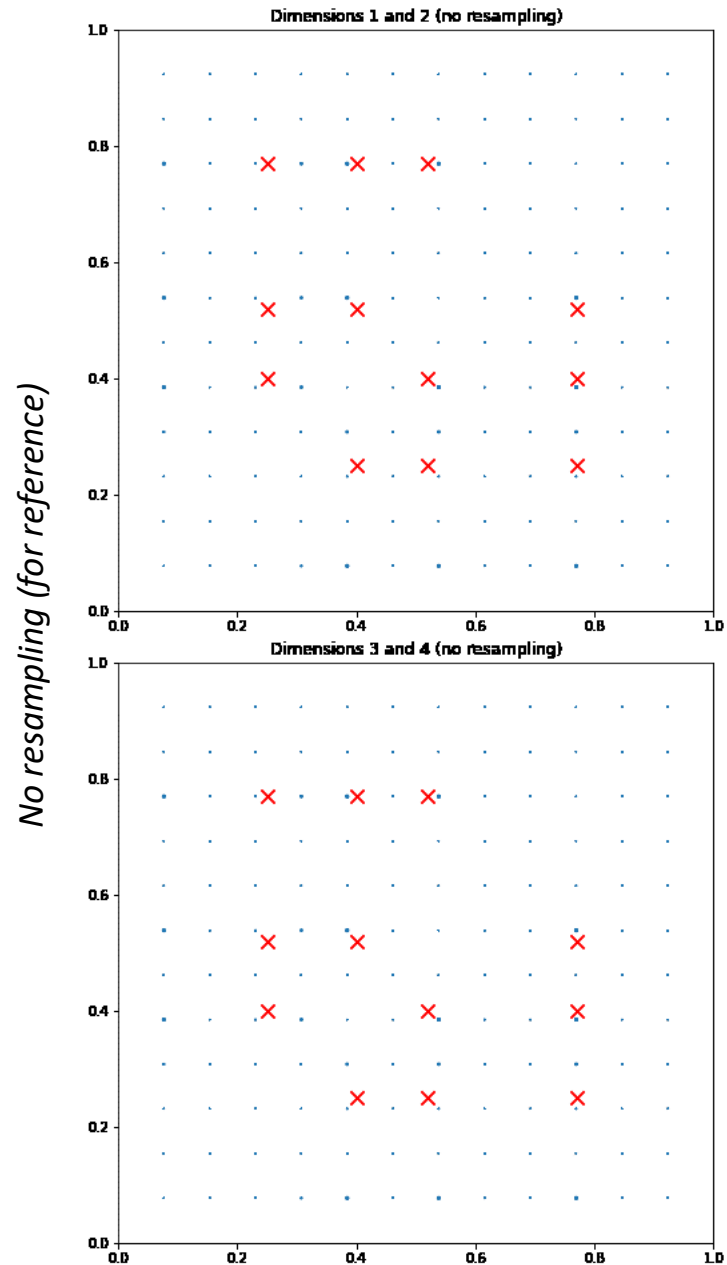 No resampling (for reference)
Dimensions 1 and 2 (no resampling)
1.0
0.8
0.6
0.4
0.2
0.0
0.0 0.2 0.4 0.6 0.8 1.0
Dimensions 3 and 4 (no resampling)
1.0
0.8
0.6
0.4
0.2
0.0
0.0 0.2 0.4 0.6 0.8 1.0